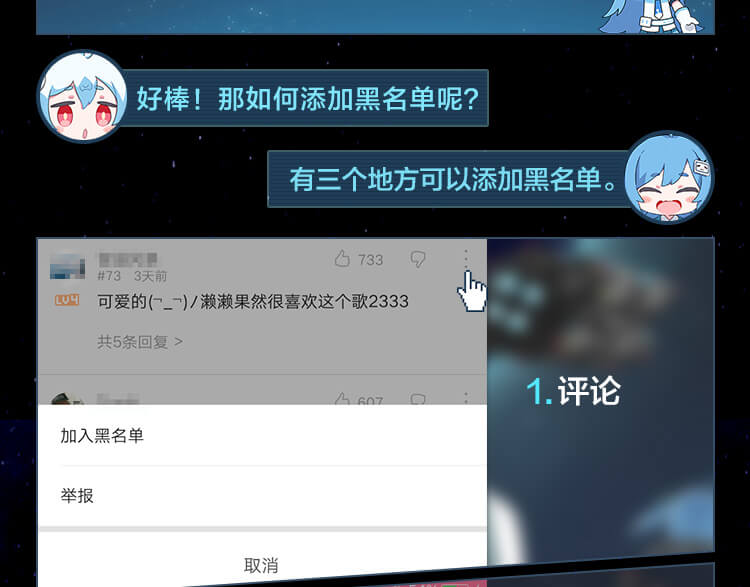 好棒！那如何添加黑名单呢？
有三个地方可以添加黑名单。
733
#73 3天前
LV4 可爱的(¬_¬)/濑濑果然很喜欢这个歌2333
共5条回复 >
607
1.评论
加入黑名单
举报
取消